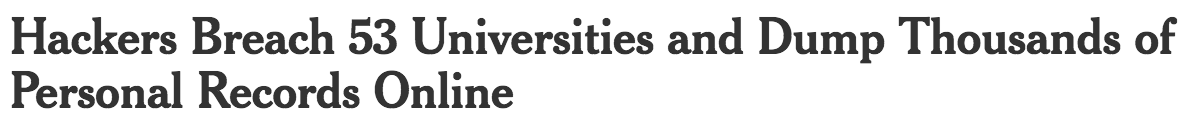 Hackers Breach 53 Universities and Dump Thousands of
Personal Records Online